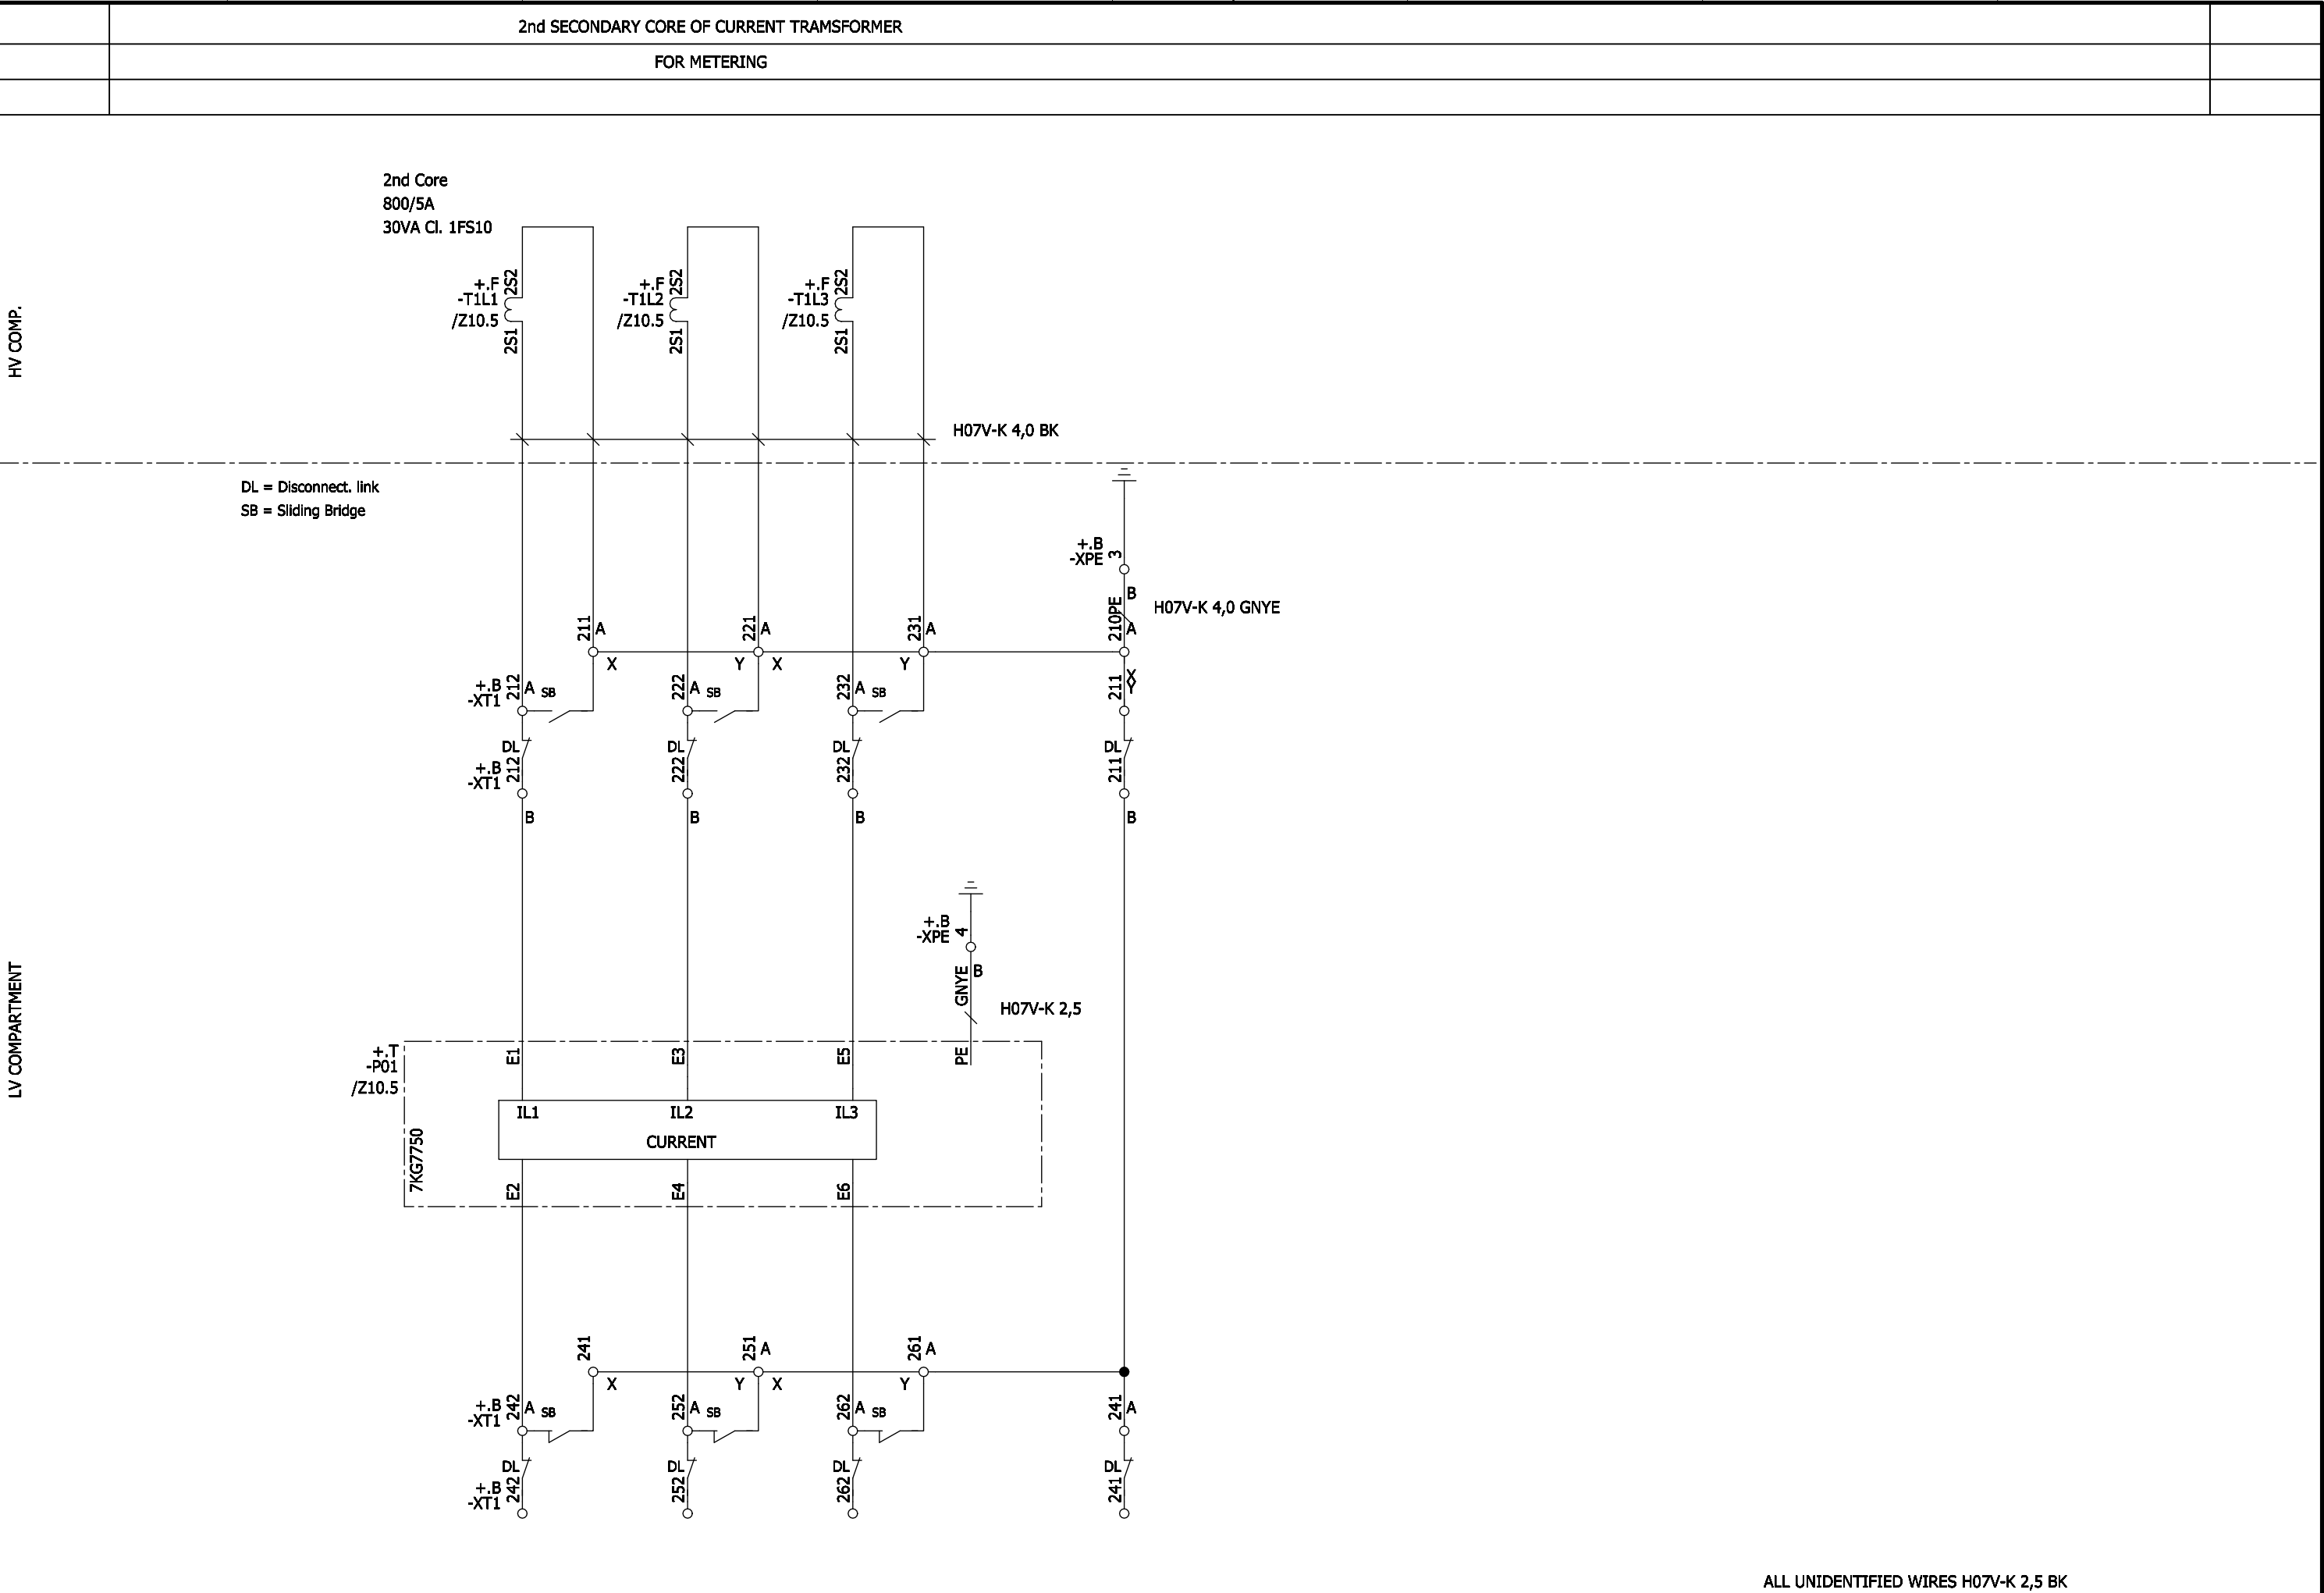 2nd SECONDARY CORE OF CURRENT TRAMSFORMER
FOR METERING
2nd Core
800/5A
30VA Cl. 1FS10
HV COMP.
+.F
-T1L1
/Z10.5
2S2
2S1
+.F
-T1L2
/Z10.5
2S2
2S1
+.F
-T1L3
/Z10.5
2S2
2S1
H07V-K 4,0 BK
DL = Disconnect. link
SB = Sliding Bridge
+.B
-XPE
3
B
H07V-K 4,0 GNYE
210PE
A
211
A
X
221
A
Y
X
231
A
Y
X
Y
+.B
-XT1
212
A
SB
222
A
SB
232
A
SB
211
DL
DL
DL
DL
+.B
-XT1
212
222
232
211
B
B
B
B
LV COMPARTMENT
+.B
-XPE
4
B
GNYE
H07V-K 2,5
+.T
-P01
/Z10.5
E1
E3
E5
PE
IL1
IL2
IL3
CURRENT
7KG7750
E2
E4
E6
241
X
251
A
Y
X
261
A
Y
+.B
-XT1
242
A
SB
252
A
SB
262
A
SB
241
A
DL
DL
DL
DL
+.B
-XT1
242
252
262
241
ALL UNIDENTIFIED WIRES H07V-K 2,5 BK